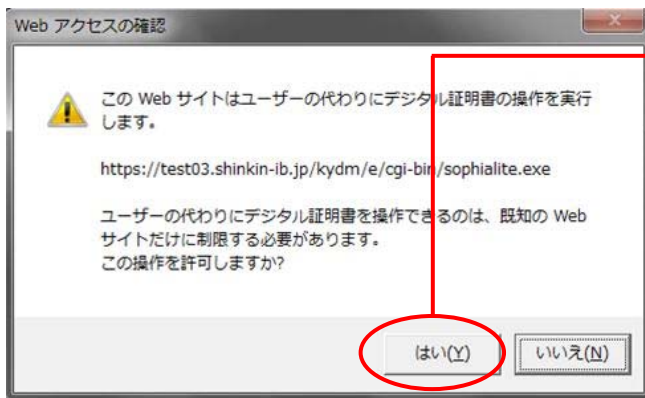 Web アクセスの確認
この Web サイトはユーザーの代わりにデジタル証明書の操作を実行
します。
https://test03.shinkin-ib.jp/kydm/e/cgi-bin/sophialite.exe
ユーザーの代わりにデジタル証明書を操作できるのは、既知の Web
サイトだけに制限する必要があります。
この操作を許可しますか?
はい(Y)
いいえ(N)